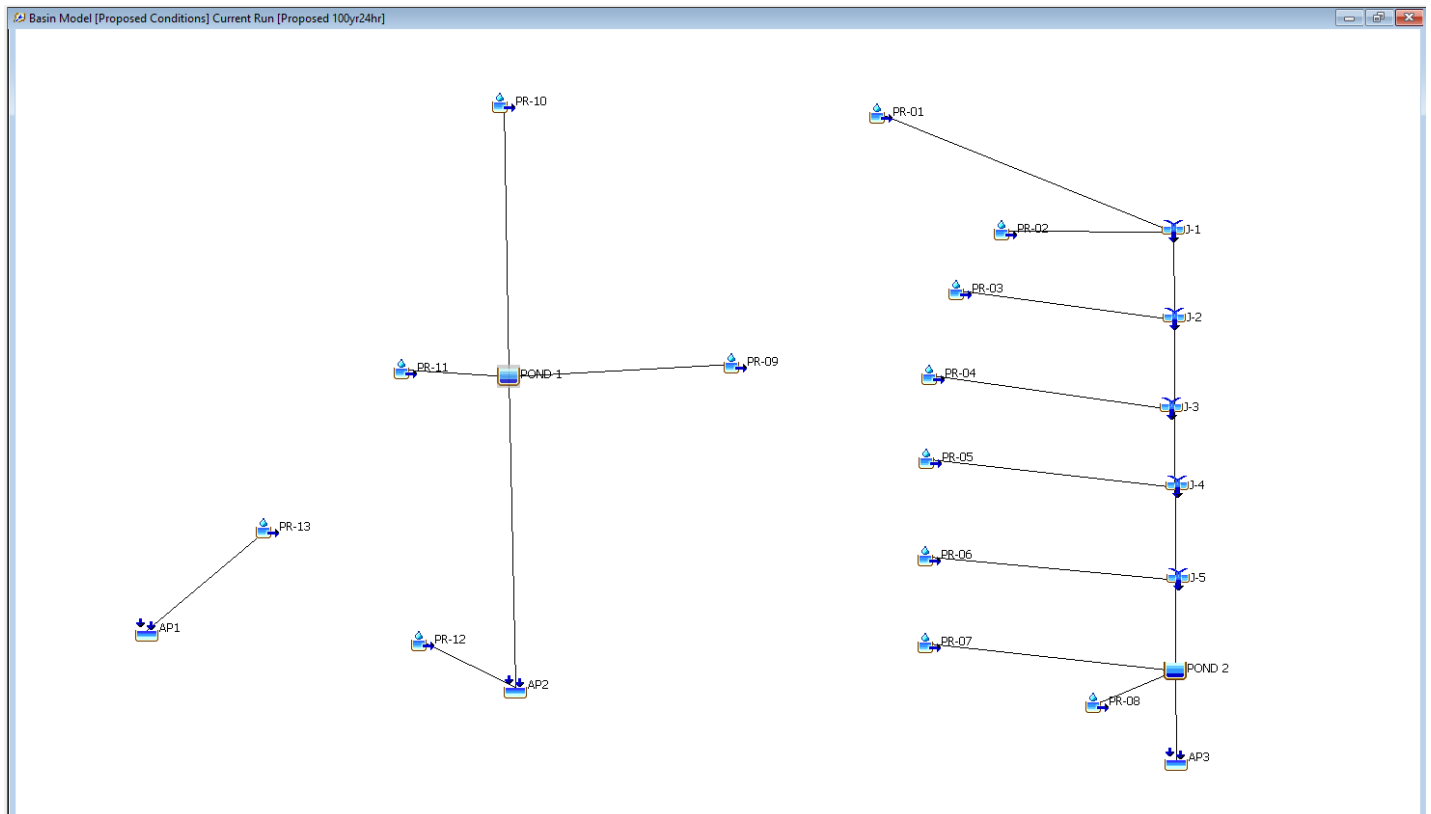 Basin Model [Proposed Conditions] Current Run [Proposed 100yr24hr]
PR-10
PR-01
PR-02
J-1
PR-03
J-2
PR-11
POND 1
PR-09
PR-04
J-3
PR-05
J-4
PR-13
PR-06
J-5
AP1
PR-12
PR-07
AP2
POND 2
PR-08
AP3